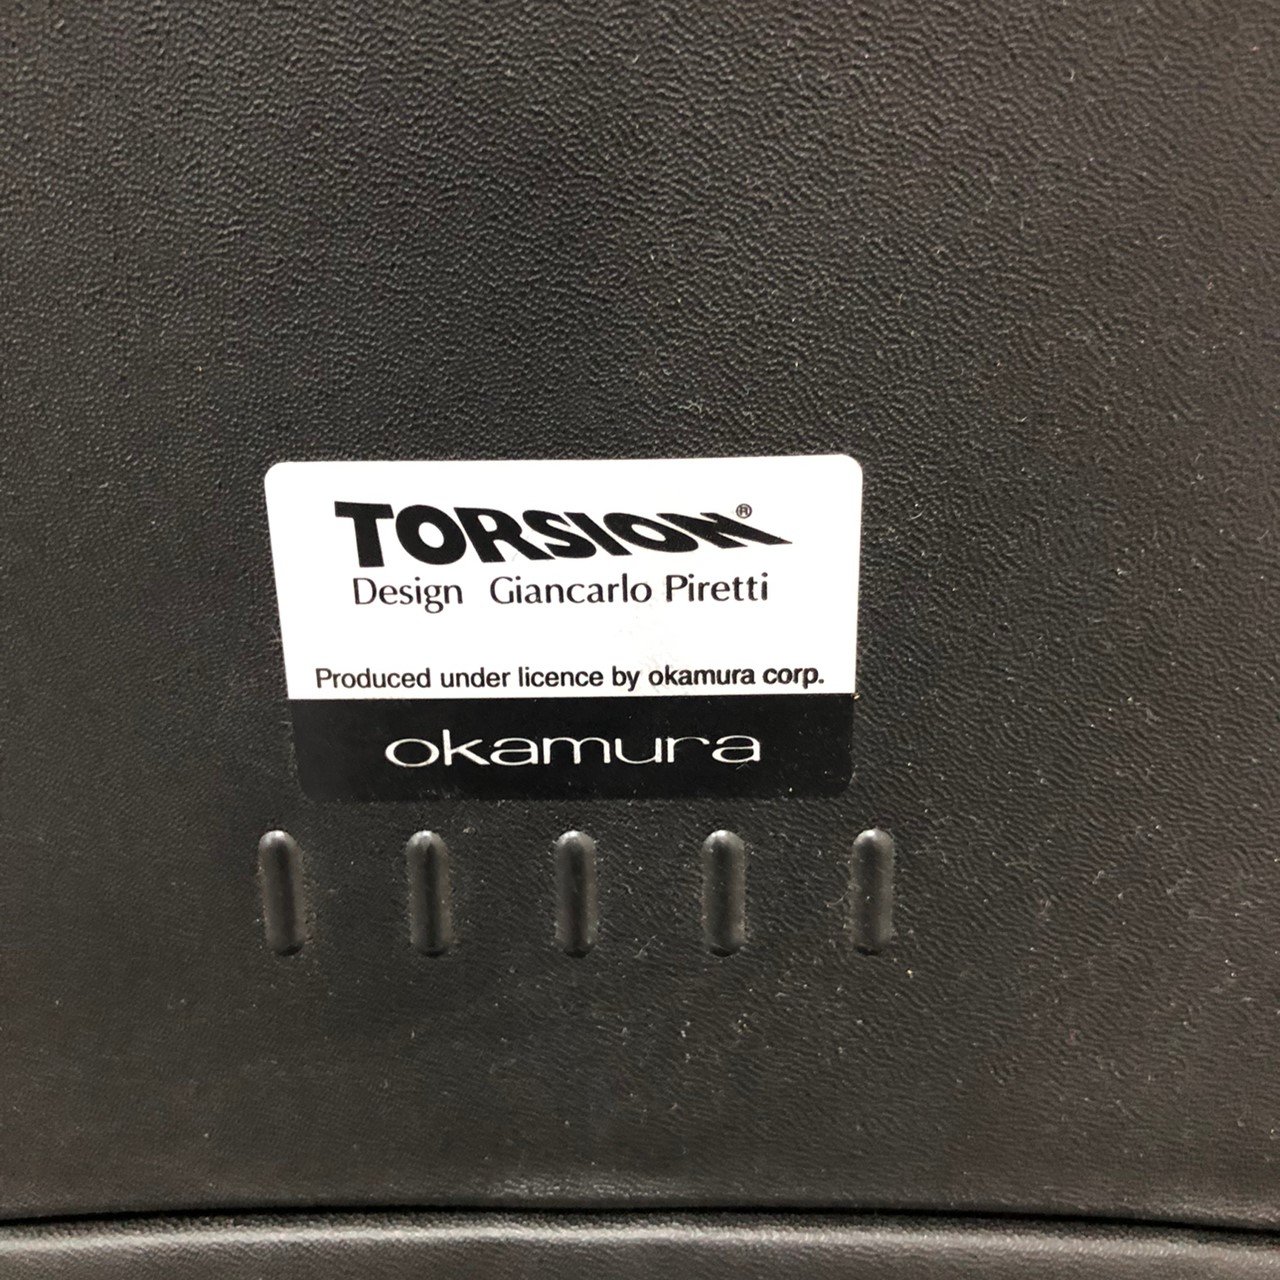 TORSION®
Design Giancarlo Piretti
Produced under licence by okamura corp.
okamura